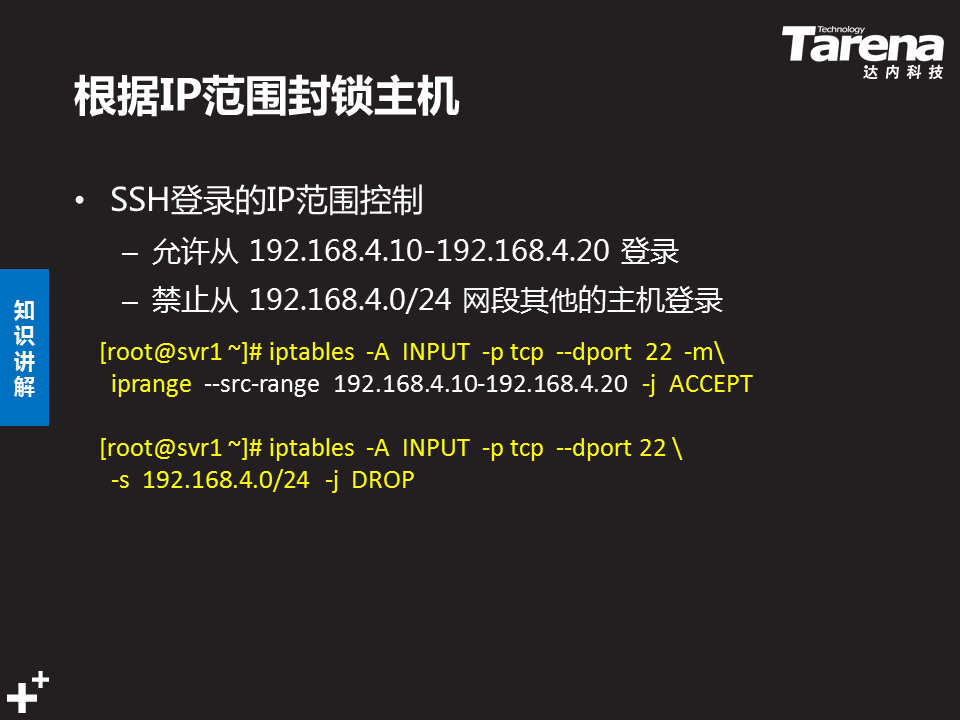 Technology
Tarena
达内科技
根据IP范围封锁主机
• SSH登录的IP范围控制
– 允许从 192.168.4.10-192.168.4.20 登录
– 禁止从 192.168.4.0/24 网段其他的主机登录
知识讲解
[root@svr1 ~]# iptables -A INPUT -p tcp --dport 22 -m\
iprange --src-range 192.168.4.10-192.168.4.20 -j ACCEPT
[root@svr1 ~]# iptables -A INPUT -p tcp --dport 22 \
-s 192.168.4.0/24 -j DROP